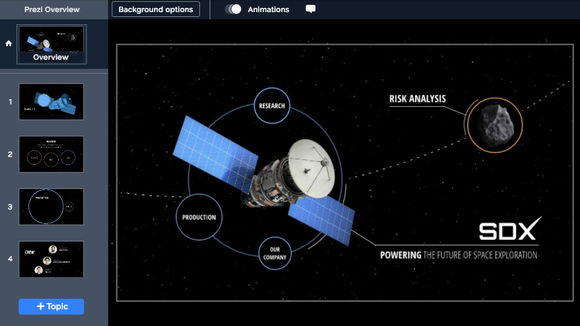 Prezi Overview
Background options
Animations
Overview
1
2
3
4
+ Topic
RESEARCH
RISK ANALYSIS
PRODUCTION
OUR
COMPANY
SDX
POWERING THE FUTURE OF SPACE EXPLORATION